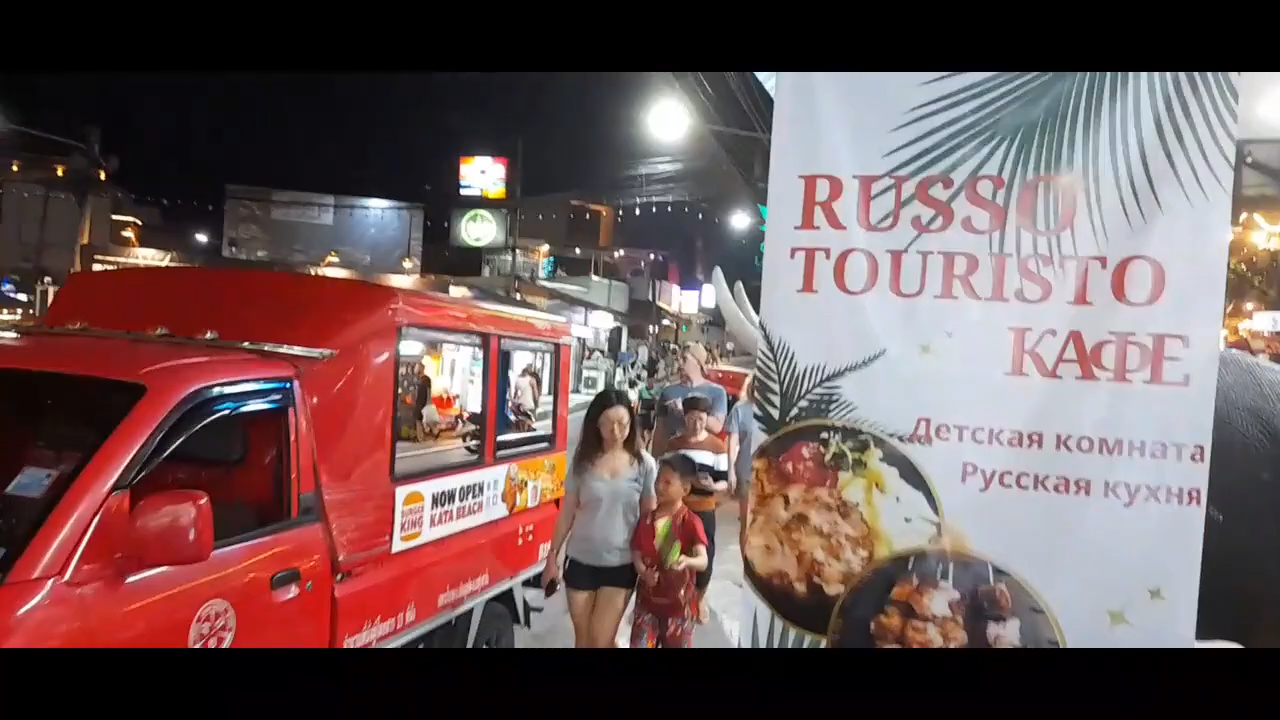 RUSSO
TOURISTO
КАФЕ
Детская комната
Русская кухня
BURGER
KING
NOW OPEN
KATA BEACH